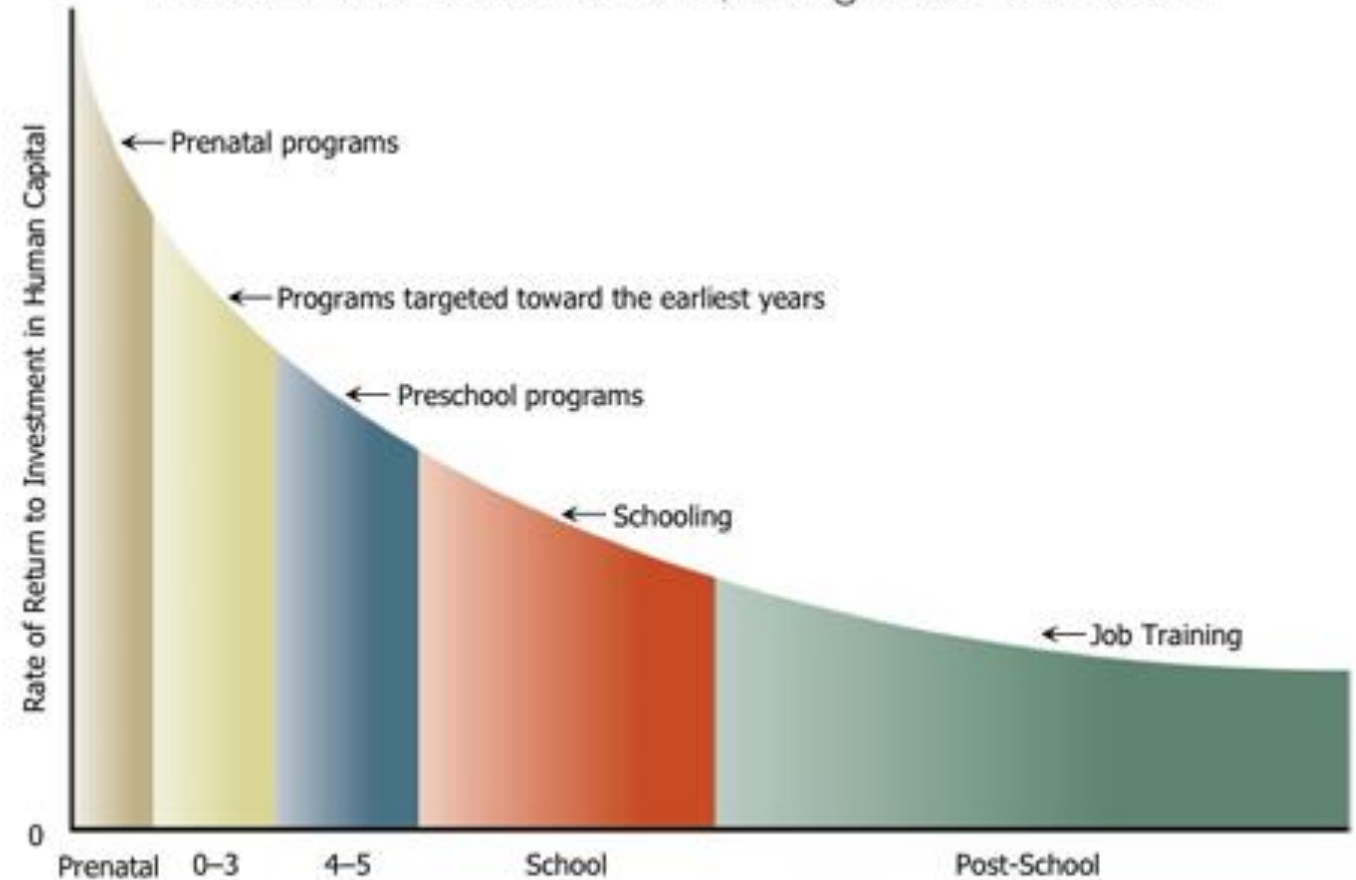 Prenatal programs
Programs targeted toward the earliest years
Preschool programs
Schooling
Job Training
Rate of Return to Investment in Human Capital
0
Prenatal 0–3 4–5 School Post-School